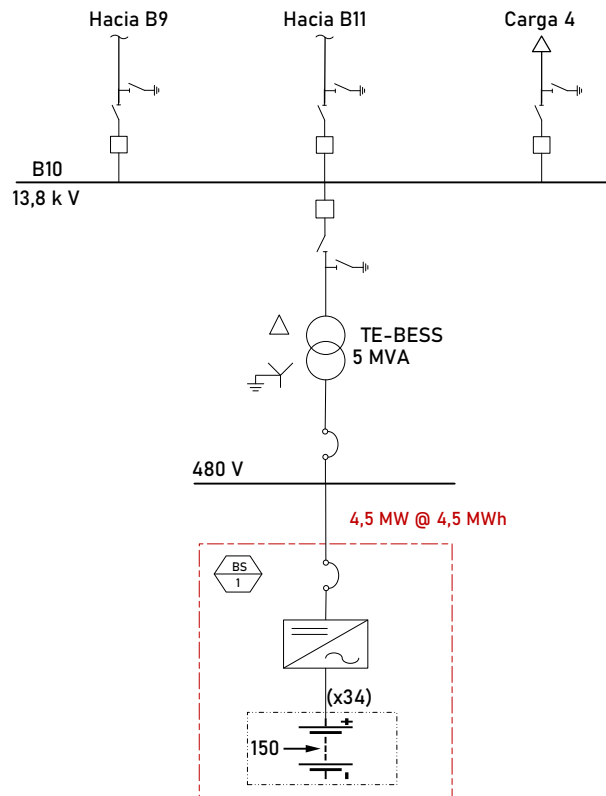 Hacia B9
Hacia B11
Carga 4
B10
13,8 k V
TE-BESS
5 MVA
480 V
4,5 MW @ 4,5 MWh
BS
1
(x34)
+
150
-